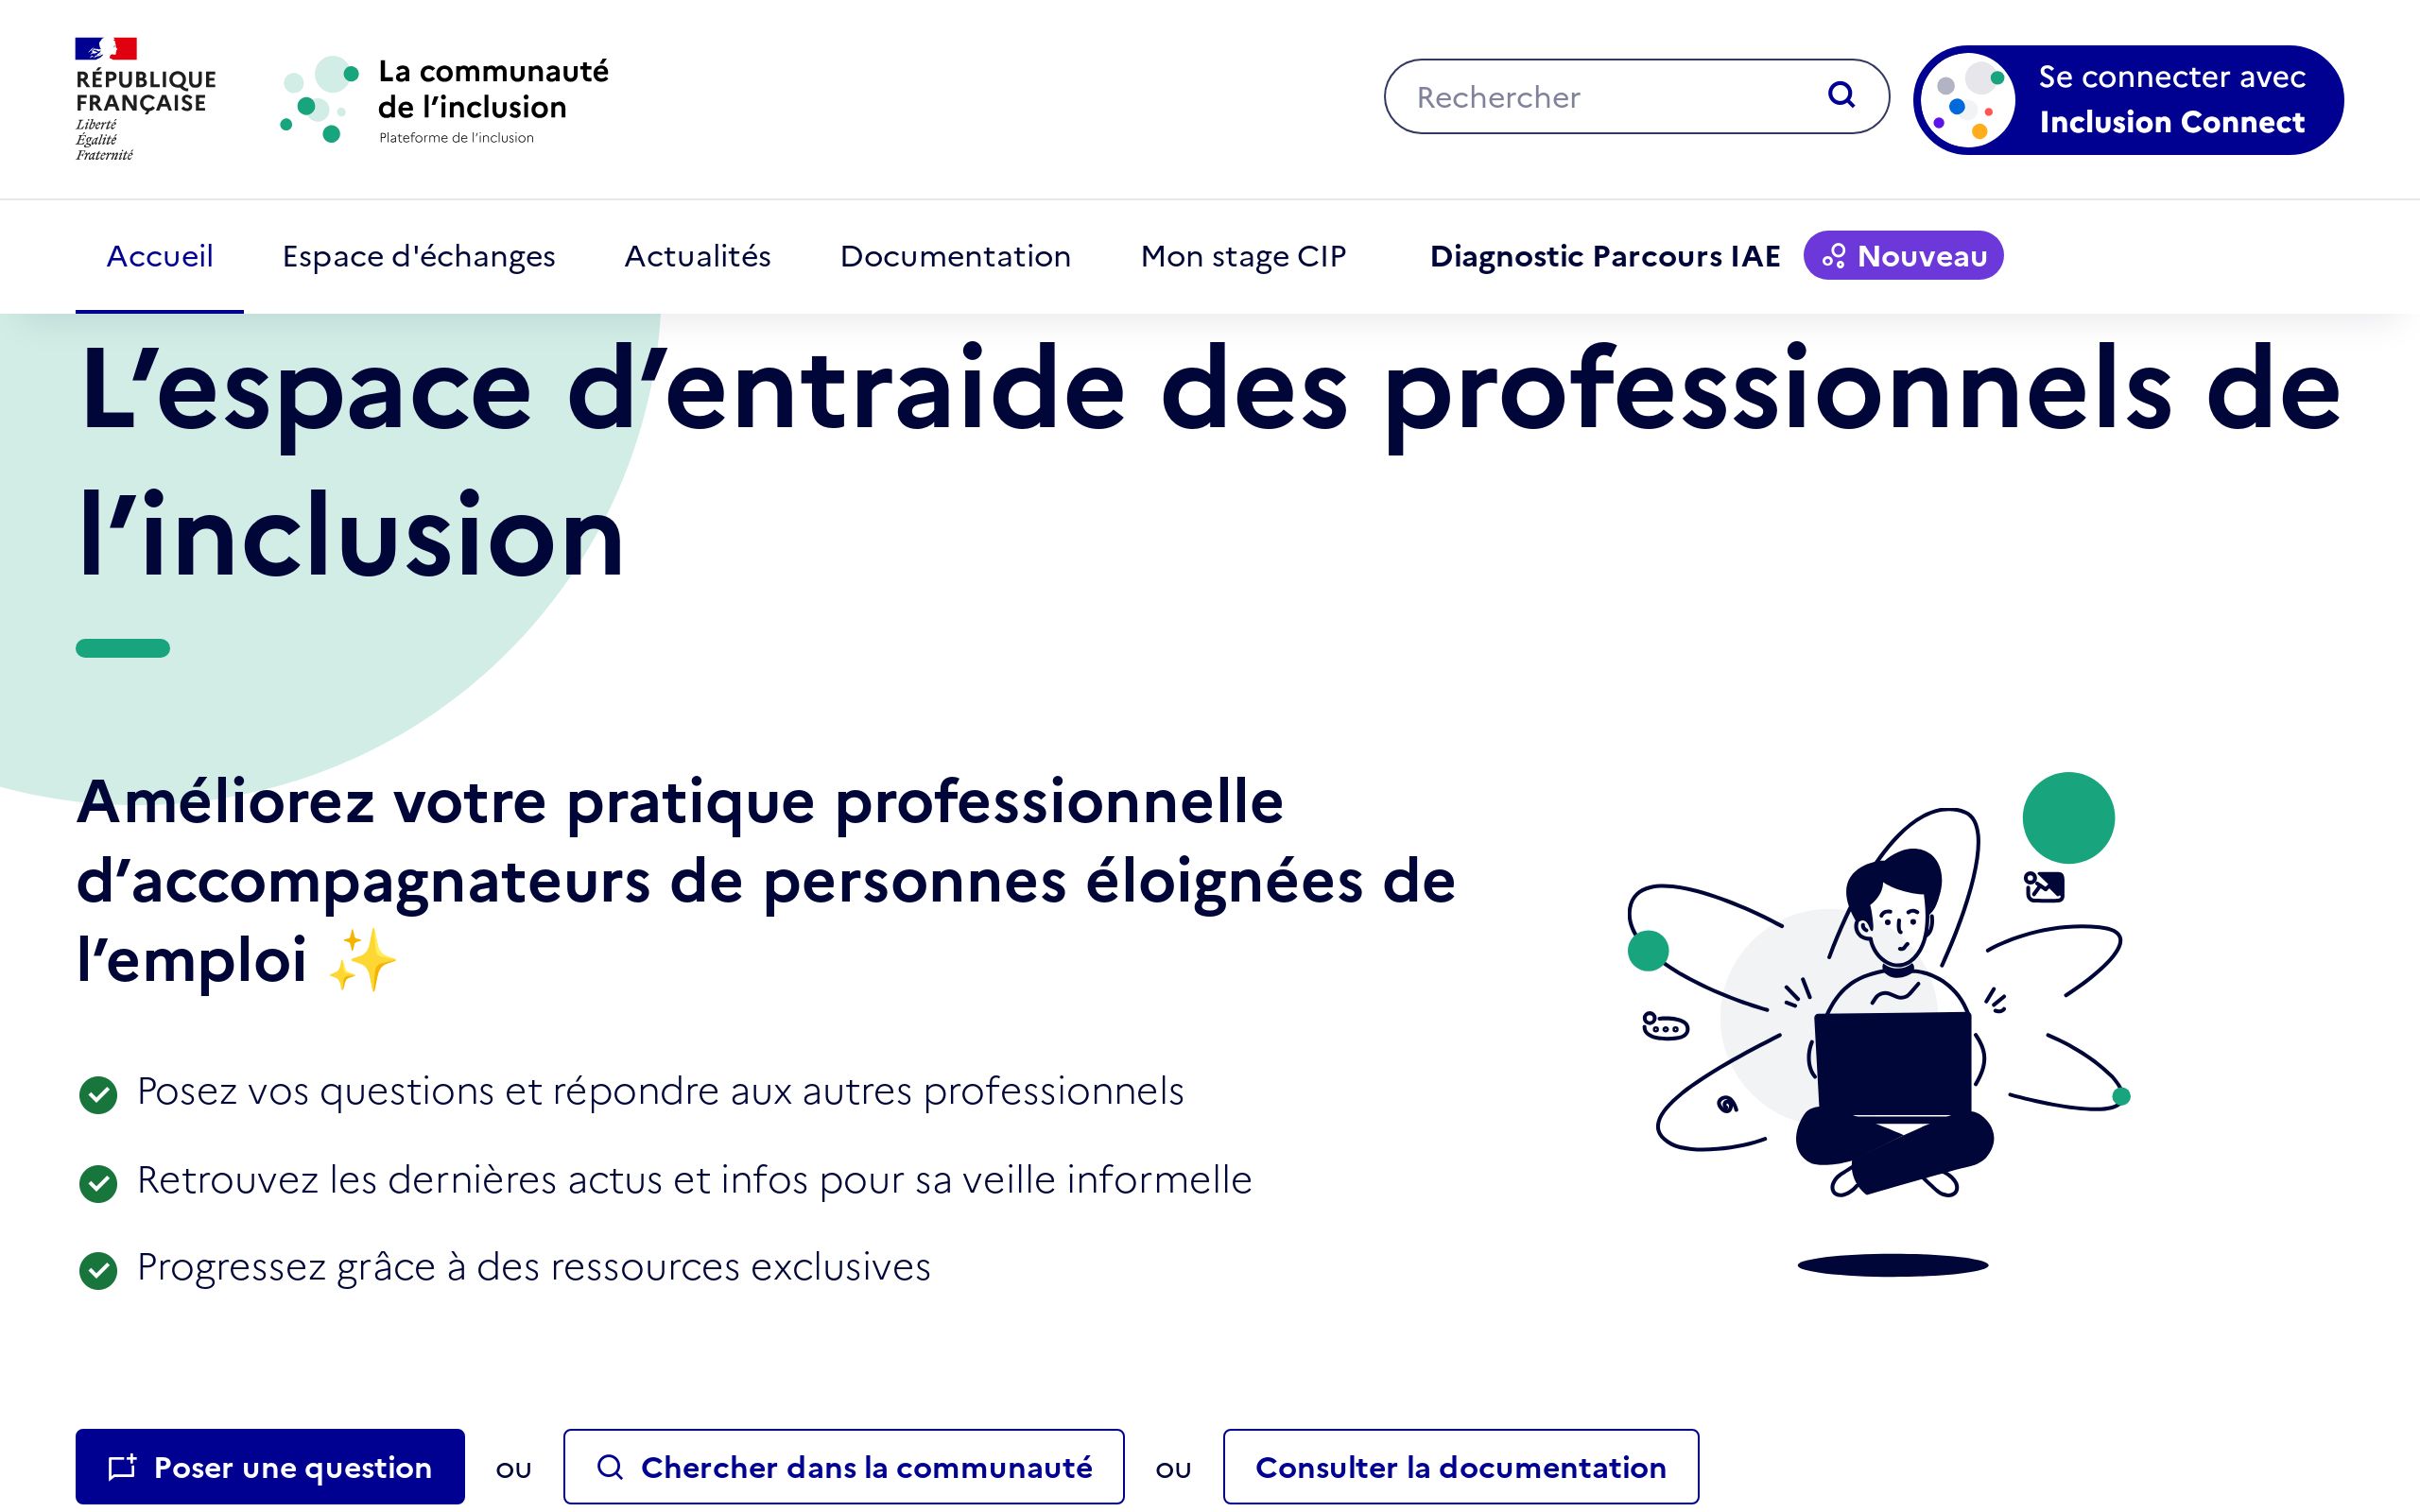 RÉPUBLIQUE
FRANÇAISE
Liberté
Égalité
Fraternité
La communauté
de l’inclusion
Plateforme de l’inclusion
Rechercher
Se connecter avec
Inclusion Connect
Accueil
Espace d'échanges
Actualités
Documentation
Mon stage CIP
Diagnostic Parcours IAE
Nouveau
L’espace d’entraide des professionnels de
l’inclusion
Améliorez votre pratique professionnelle
d’accompagnateurs de personnes éloignées de
l’emploi ✨
Posez vos questions et répondre aux autres professionnels
Retrouvez les dernières actus et infos pour sa veille informelle
Progressez grâce à des ressources exclusives
Poser une question
ou
Chercher dans la communauté
ou
Consulter la documentation